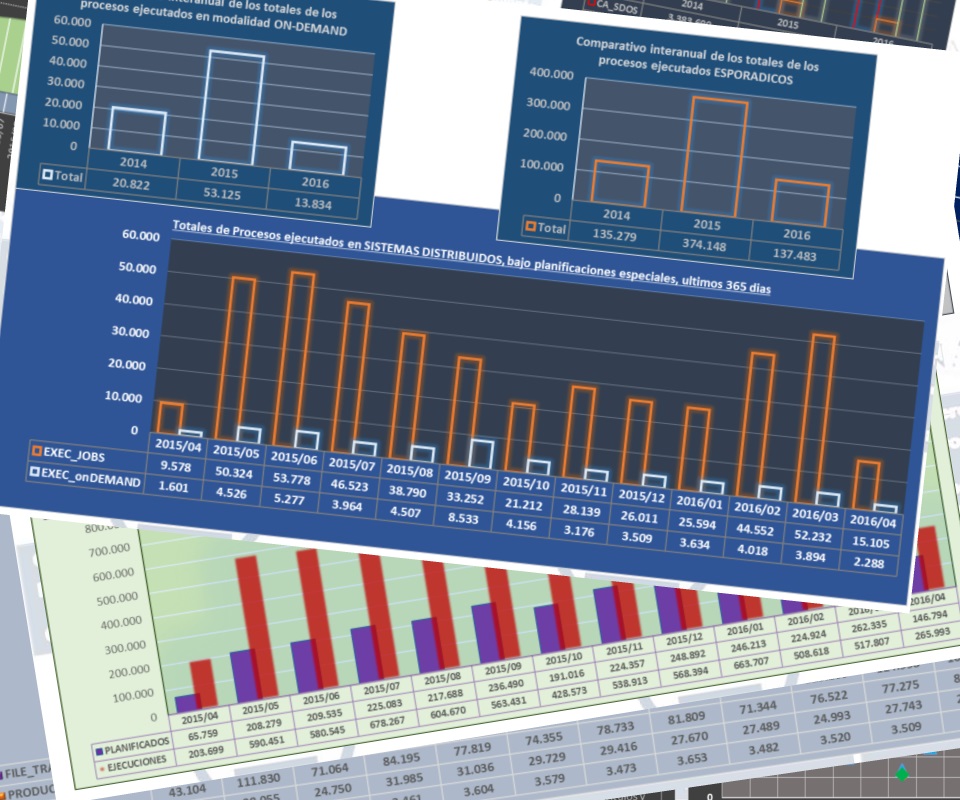 interanual de los totales de los
procesos ejecutados en modalidad ON-DEMAND
60.000
50.000
40.000
30.000
20.000
10.000
0
2014 2015 2016
Total 20.822 53.125 13.834
CA_SDOS
2014 2015 2016
Comparativo interanual de los totales de los
procesos ejecutados ESPORADICOS
400.000
300.000
200.000
100.000
0
2014 2015 2016
Total 135.279 374.148 137.483
Totales de Procesos ejecutados en SISTEMAS DISTRIBUIDOS, bajo planificaciones especiales, ultimos 365 dias
60.000
50.000
40.000
30.000
20.000
10.000
0
2015/04 2015/05 2015/06 2015/07 2015/08 2015/09 2015/10 2015/11 2015/12 2016/01 2016/02 2016/03 2016/04
EXEC_JOBS 9.578 50.324 53.778 46.523 38.790 33.252 21.212 28.139 26.011 25.594 44.552 52.232 15.105
EXEC_onDEMAND 1.601 4.526 5.277 3.964 4.507 8.533 4.156 3.176 3.509 3.634 4.018 3.894 2.288
800.000
700.000
600.000
500.000
400.000
300.000
200.000
100.000
0
2015/04 2015/05 2015/06 2015/07 2015/08 2015/09 2015/10 2015/11 2015/12 2016/01 2016/02 2016/04
PLANIFICADOS 65.759 208.279 209.535 225.083 217.688 236.490 191.016 224.357 248.892 246.213 224.924 262.335 146.794
EJECUCIONES 203.699 590.451 580.545 678.267 604.670 563.431 428.573 538.913 568.394 663.707 508.618 517.807 265.993
43.104 111.830 71.064 84.195 77.819 74.355 78.733 81.809 71.344 76.522 77.275
24.750 31.985 31.036 29.729 29.416 27.670 27.489 24.993 27.743
3.604 3.579 3.473 3.653 3.482 3.520 3.509
0